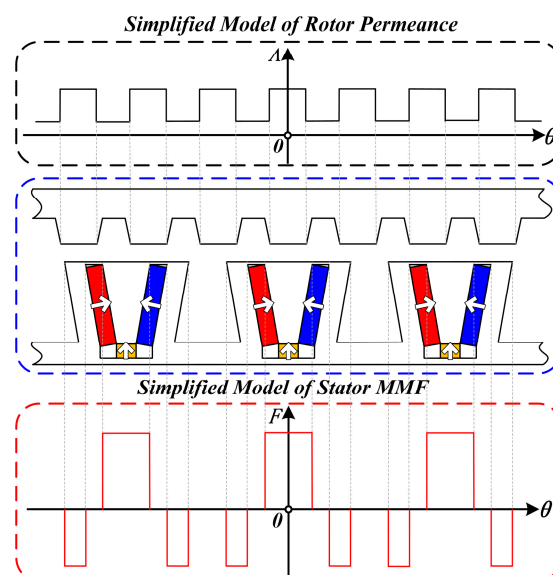 Simplified Model of Rotor Permeance
Λ
0
θ
Simplified Model of Stator MMF
F
0
θ